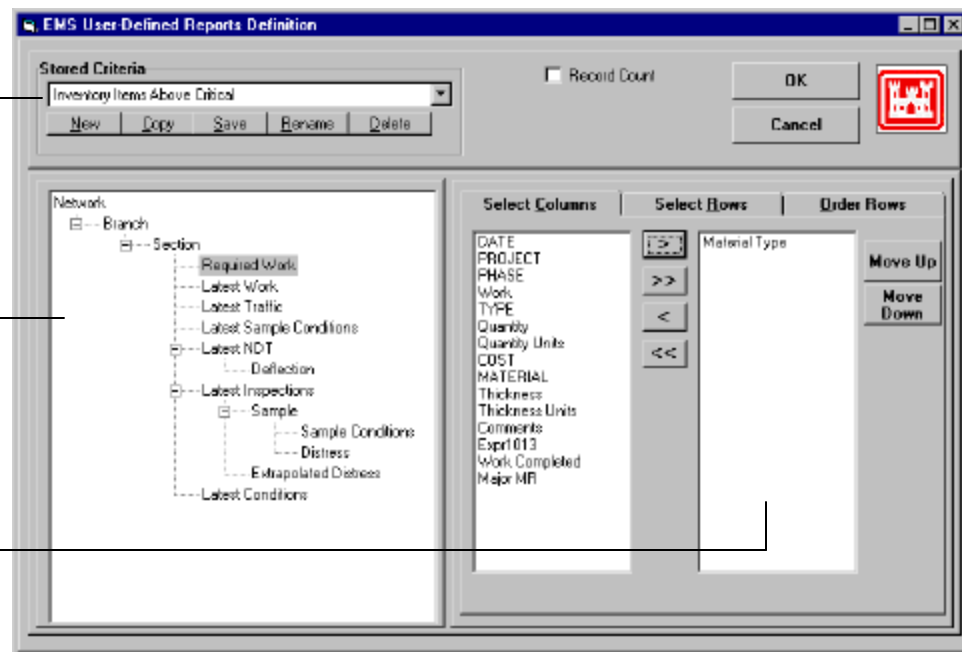 EMS User-Defined Reports Definition
Stored Criteria
Inventory Items Above Critical
New Copy Save Rename Delete
Record Count
OK
Cancel
Network
Branch
Section
Required Work
Latest Work
Latest Traffic
Latest Sample Conditions
Latest NDT
Deflection
Latest Inspections
Sample
Sample Conditions
Distress
Extrapolated Distress
Latest Conditions
Select Columns Select Rows Order Rows
DATE
PROJECT
PHASE
Work
TYPE
Quantity
Quantity Units
COST
MATERIAL
Thickness
Thickness Units
Comments
Expr1013
Work Completed
Major MR
>
>>
<
<<
Material Type
Move Up
Move
Down